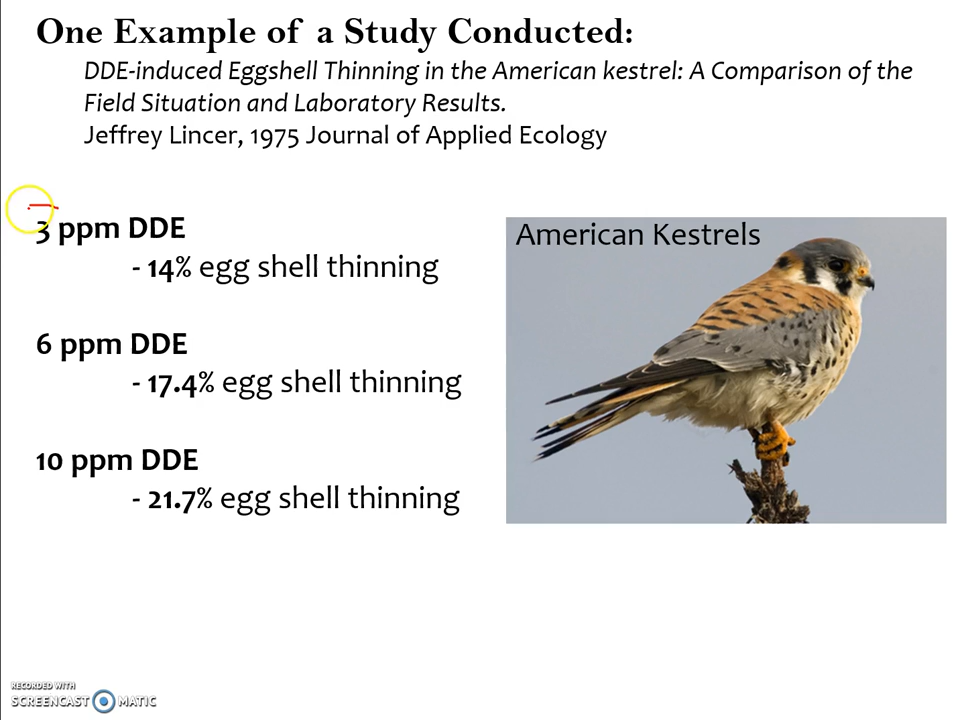 One Example of a Study Conducted:
DDE-induced Eggshell Thinning in the American kestrel: A Comparison of the
Field Situation and Laboratory Results.
Jeffrey Lincer, 1975 Journal of Applied Ecology
3 ppm DDE
- 14% egg shell thinning
American Kestrels
6 ppm DDE
- 17.4% egg shell thinning
10 ppm DDE
- 21.7% egg shell thinning
RECORDED WITH
SCREENCAST MATIC